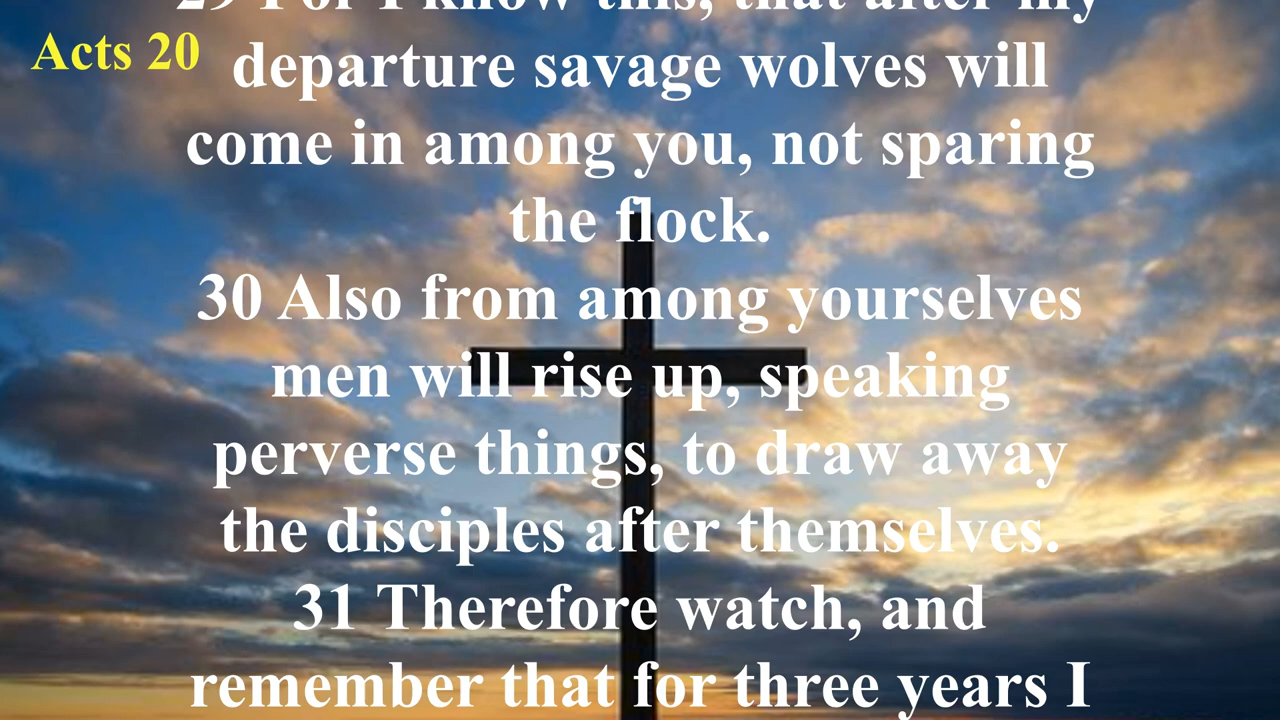 29 For I know this, that after my
Acts 20
departure savage wolves will
come in among you, not sparing
the flock.
30 Also from among yourselves
men will rise up, speaking
perverse things, to draw away
the disciples after themselves.
31 Therefore watch, and
remember that for three years I